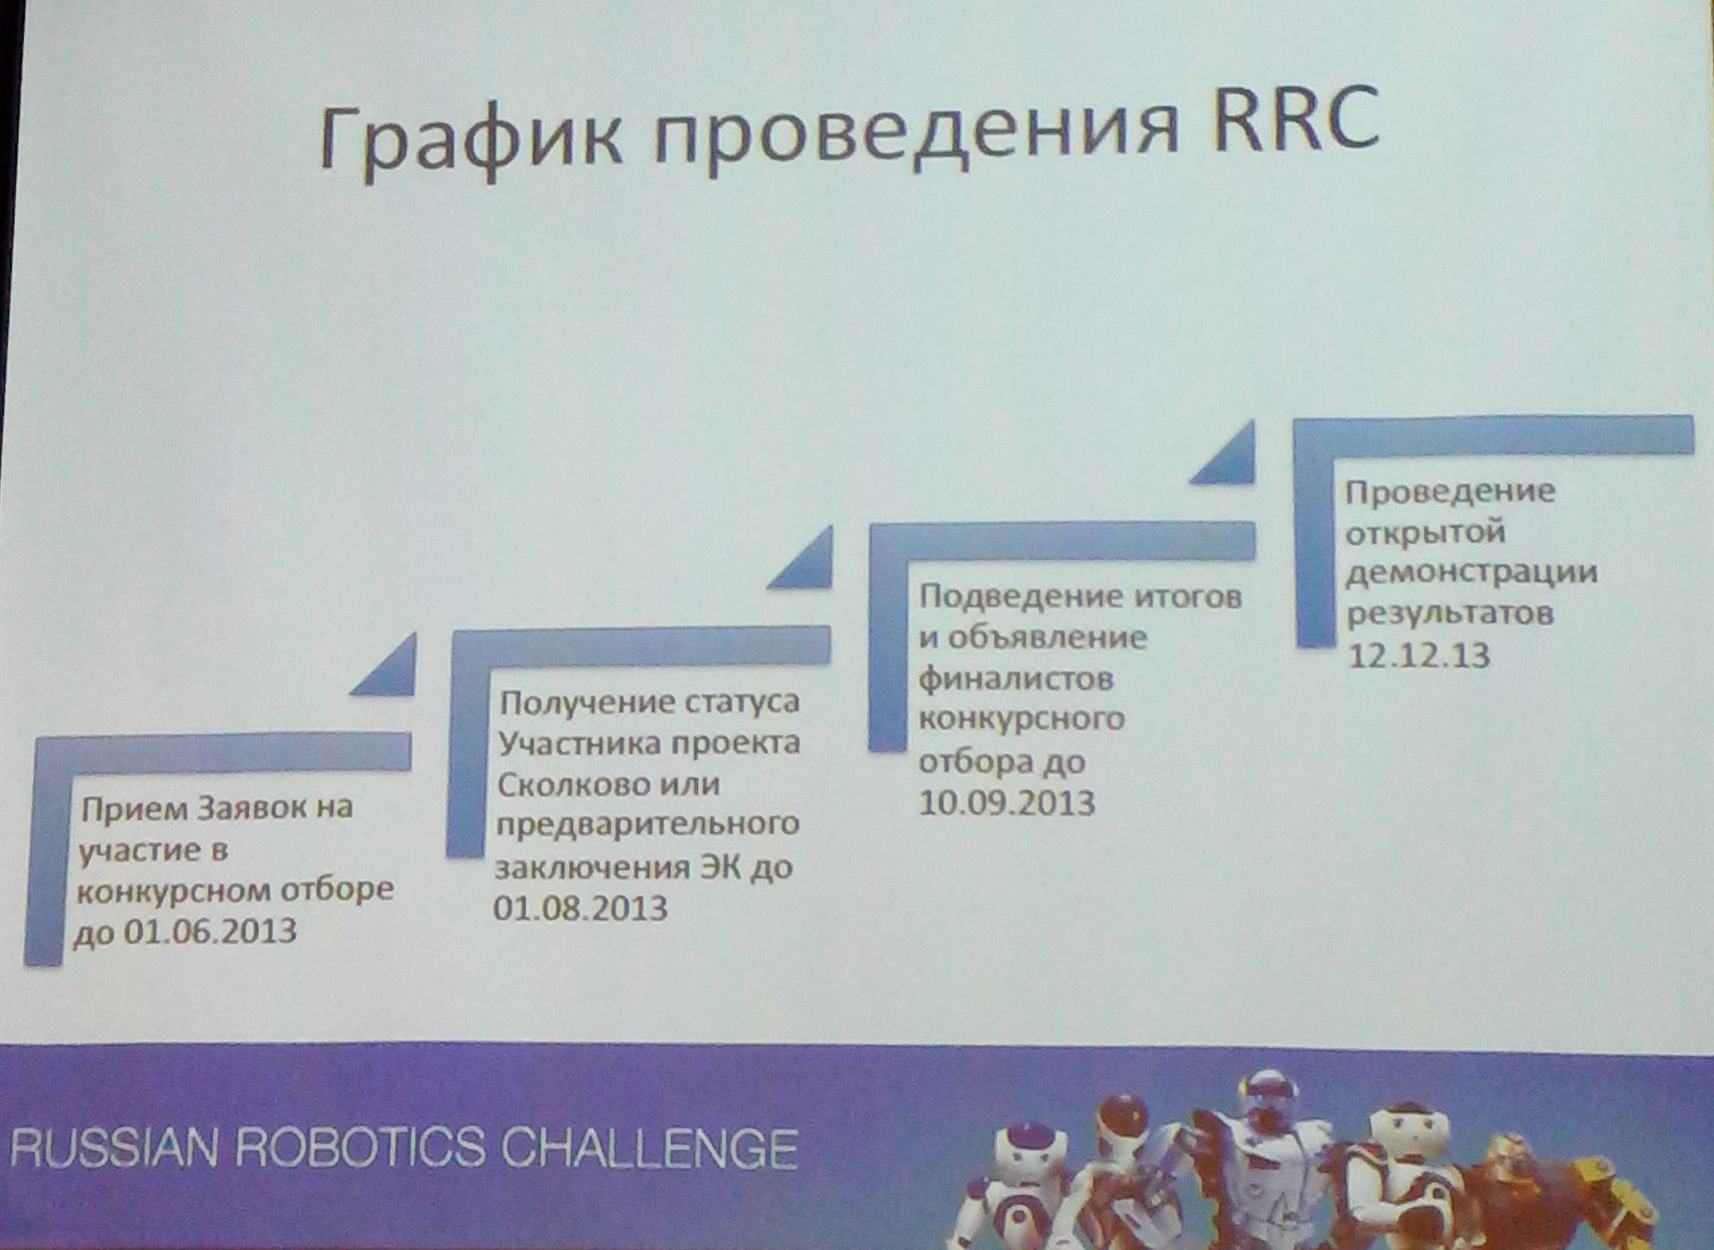 График проведения RRC
Прием Заявок на
участие в
конкурсном отборе
до 01.06.2013
Получение статуса
Участника проекта
Сколково или
предварительного
заключения ЭК до
01.08.2013
Подведение итогов
и объявление
финалистов
конкурсного
отбора до
10.09.2013
Проведение
открытой
демонстрации
результатов
12.12.13
RUSSIAN ROBOTICS CHALLENGE